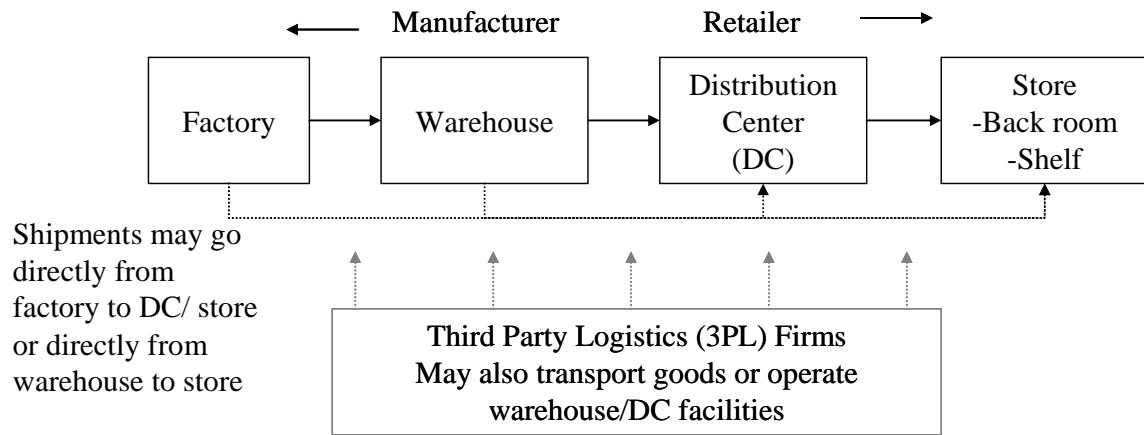 Manufacturer
Retailer
Factory
Warehouse
Distribution
Center
(DC)
Store
-Back room
-Shelf
Shipments may go
directly from
factory to DC/ store
or directly from
warehouse to store
Third Party Logistics (3PL) Firms
May also transport goods or operate
warehouse/DC facilities